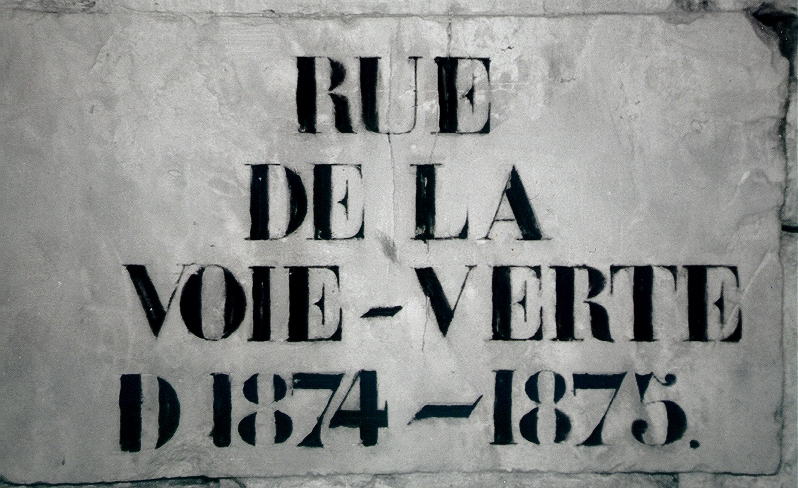 RUE
DE LA
VOIE-VERTE
D 1874-1875.